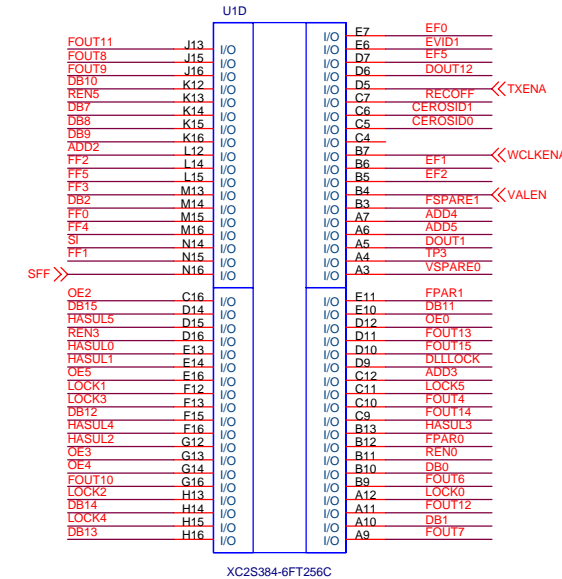 U1D
FOUT11 J13 I/O
FOUT8 J15 I/O
FOUT9 J16 I/O
DB10 K12 I/O
REN5 K13 I/O
DB7 K14 I/O
DB8 K15 I/O
DB9 K16 I/O
ADD2 L12 I/O
FF2 L14 I/O
FF5 L15 I/O
FF3 M13 I/O
DB2 M14 I/O
FF0 M15 I/O
FF4 M16 I/O
SI N14 I/O
FF1 N15 I/O
SFF N16 I/O
I/O E7 EF0
I/O E6 EVID1
I/O D7 EF5
I/O D6 DOUT12
I/O D5 TXENA
I/O C7 RECOFF
I/O C6 CEROSID1
I/O C5 CEROSID0
I/O C4
I/O B7 WCLKENA
I/O B6 EF1
I/O B5 EF2
I/O B4 VALEN
I/O B3 FSPARE1
I/O A7 ADD4
I/O A6 ADD5
I/O A5 DOUT1
I/O A4 TP3
I/O A3 VSPARE0
OE2 C16 I/O
DB15 D14 I/O
HASUL5 D15 I/O
REN3 D16 I/O
HASUL0 E13 I/O
HASUL1 E14 I/O
OE5 E16 I/O
LOCK1 F12 I/O
LOCK3 F13 I/O
DB12 F15 I/O
HASUL4 F16 I/O
HASUL2 G12 I/O
OE3 G13 I/O
OE4 G14 I/O
FOUT10 G16 I/O
LOCK2 H13 I/O
DB14 H14 I/O
LOCK4 H15 I/O
DB13 H16 I/O
I/O E11 FPAR1
I/O E10 DB11
I/O D12 OE0
I/O D11 FOUT13
I/O D10 FOUT15
I/O D9 DLLLOCK
I/O C12 ADD3
I/O C11 LOCK5
I/O C10 FOUT4
I/O C9 FOUT14
I/O B13 HASUL3
I/O B12 FPAR0
I/O B11 REN0
I/O B10 DB0
I/O B9 FOUT6
I/O A12 LOCK0
I/O A11 FOUT12
I/O A10 DB1
I/O A9 FOUT7
XC2S384-6FT256C